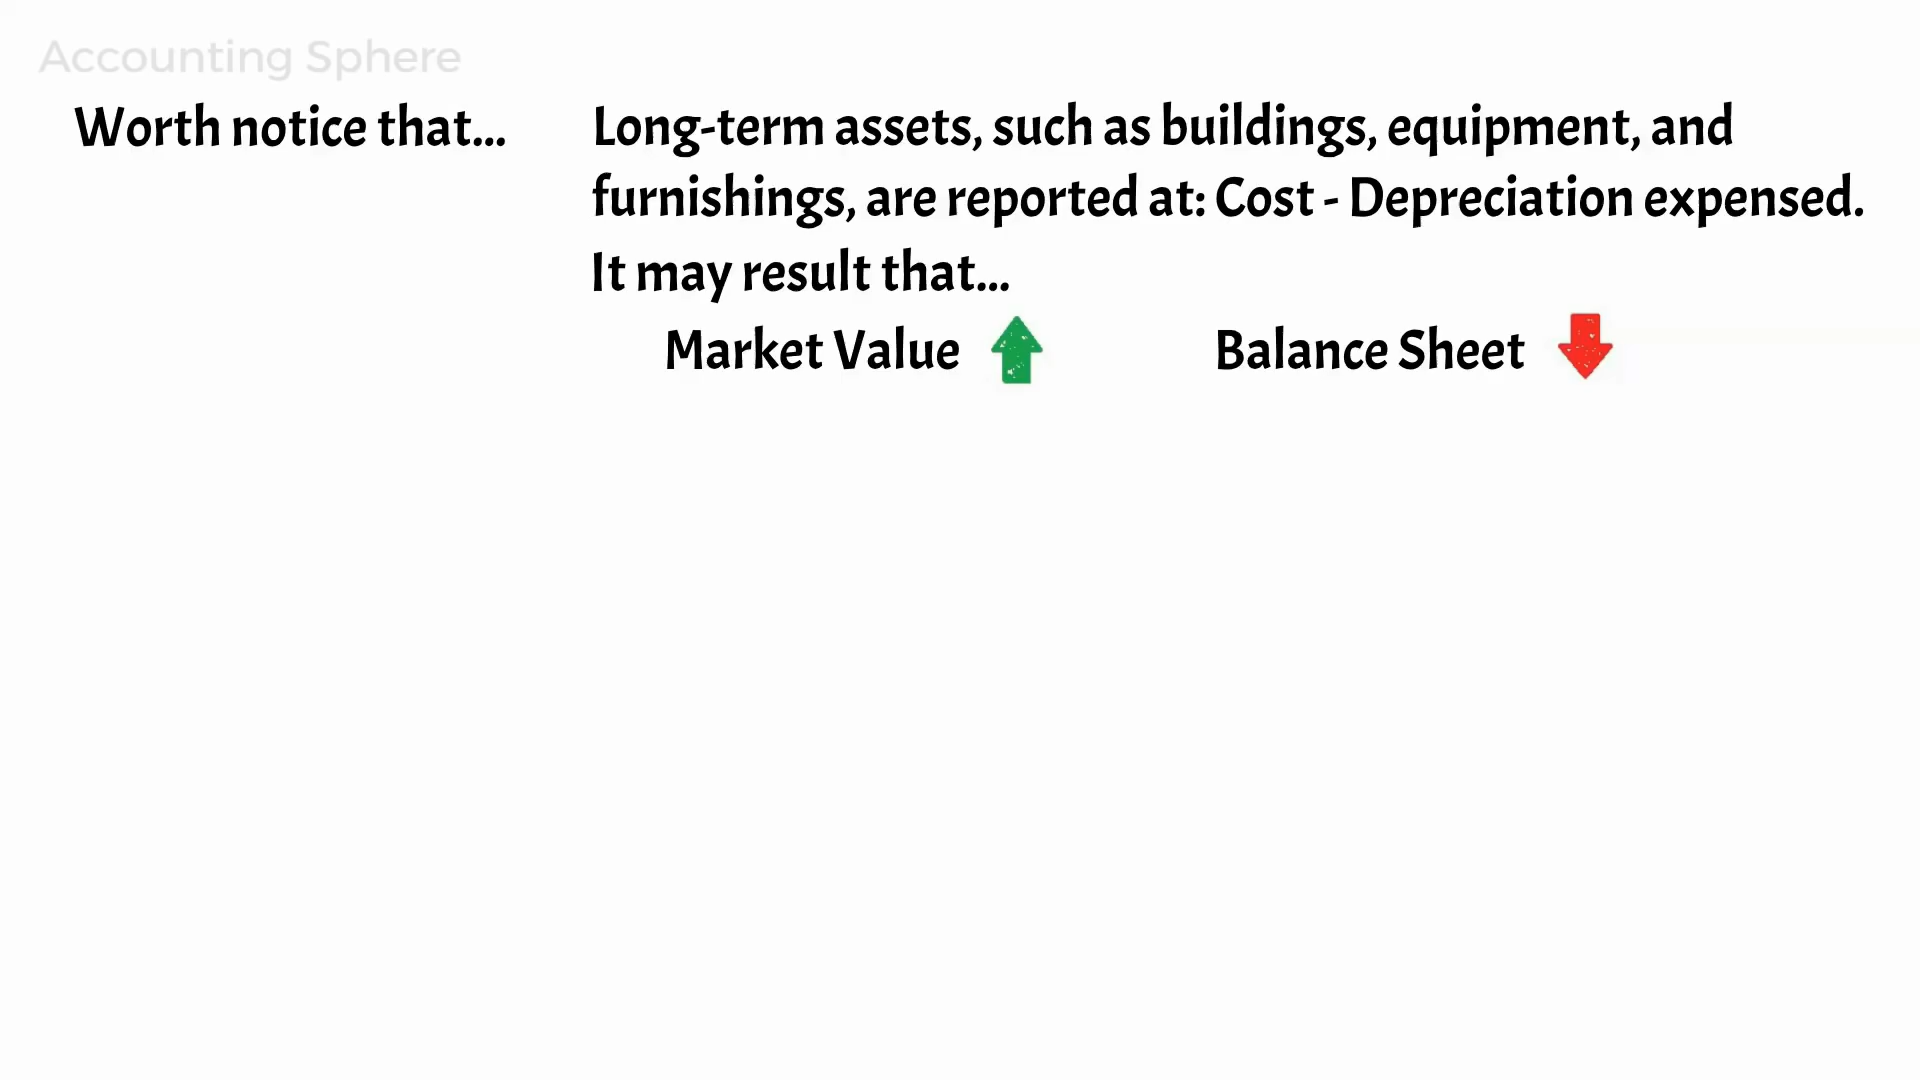 Accounting Sphere
Worth notice that...
Long-term assets, such as buildings, equipment, and
furnishings, are reported at: Cost - Depreciation expensed.
It may result that...
Market Value
Balance Sheet